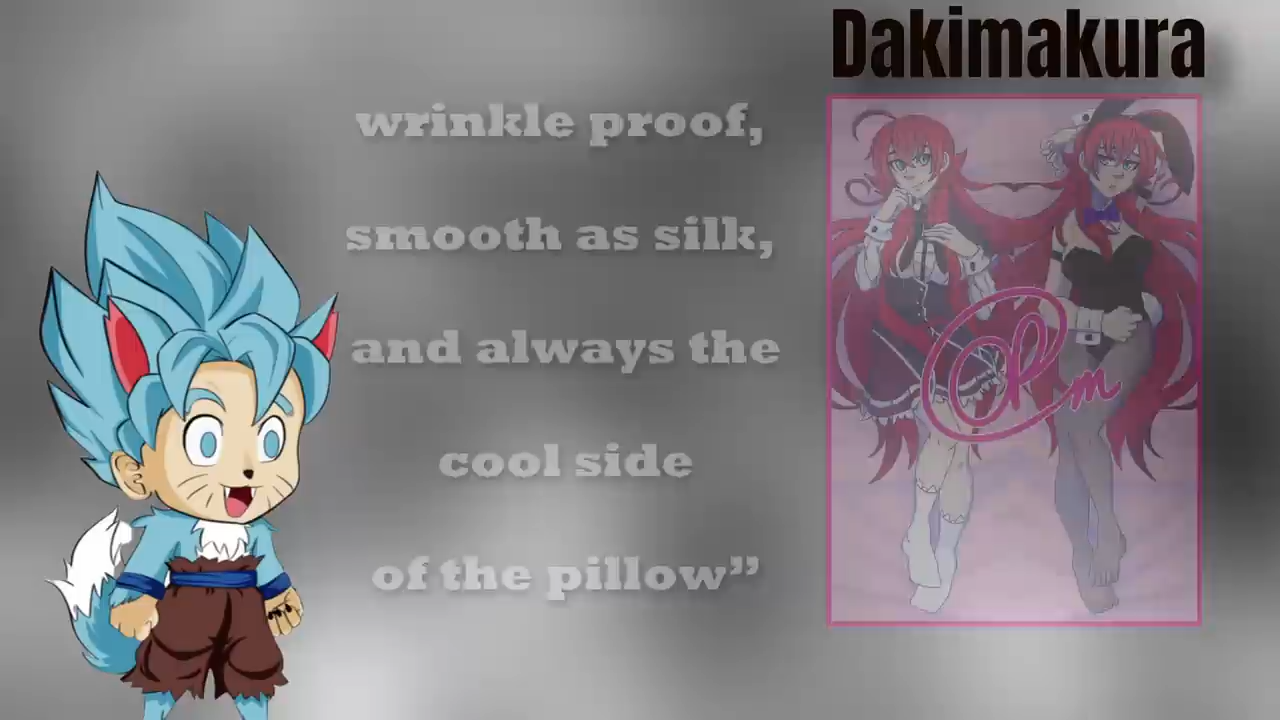 Dakimakura
wrinkle proof,
smooth as silk,
and always the
cool side
of the pillow”